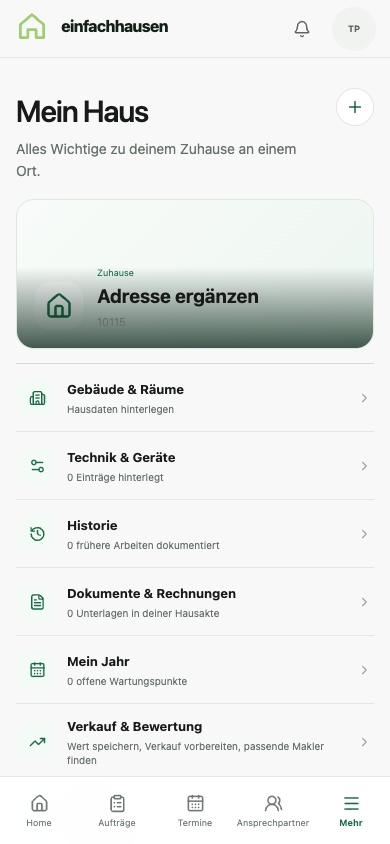 einfachhausen
TP
Mein Haus
Alles Wichtige zu deinem Zuhause an einem
Ort.
Zuhause
Adresse ergänzen
10115
Gebäude & Räume
Hausdaten hinterlegen
Technik & Geräte
0 Einträge hinterlegt
Historie
0 frühere Arbeiten dokumentiert
Dokumente & Rechnungen
0 Unterlagen in deiner Hausakte
Mein Jahr
0 offene Wartungspunkte
Verkauf & Bewertung
Wert speichern, Verkauf vorbereiten, passende Makler
finden
Home
Aufträge
Termine
Ansprechpartner
Mehr